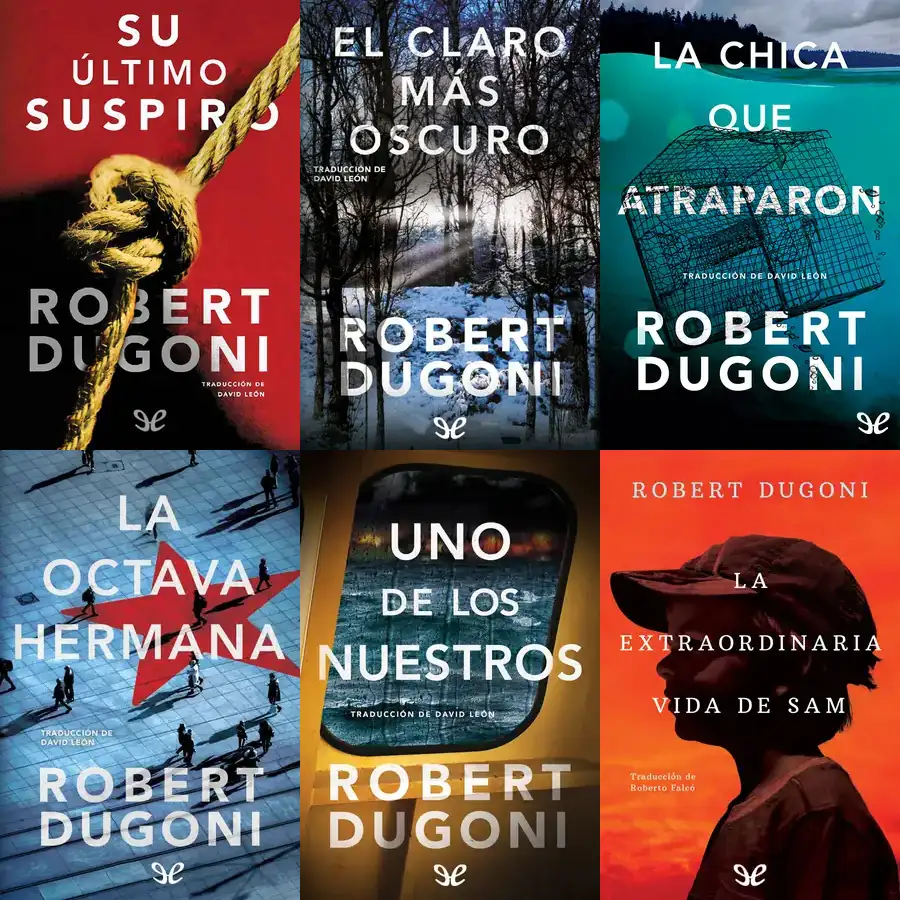 SU
ÚLTIMO
SUSPIRO
ROBERT
DUGONI
TRADUCCIÓN DE
DAVID LEÓN
EL CLARO
MÁS
OSCURO
TRADUCCIÓN DE
DAVID LEÓN
ROBERT
DUGONI
LA CHICA
QUE
ATRAPARON
TRADUCCIÓN DE DAVID LEÓN
ROBERT
DUGONI
LA
OCTAVA
HERMANA
TRADUCCIÓN DE
DAVID LEÓN
ROBERT
DUGONI
UNO
DE LOS
NUESTROS
TRADUCCIÓN DE DAVID LEÓN
ROBERT
DUGONI
ROBERT DUGONI
LA
EXTRAORDINARIA
VIDA DE SAM
Traducción de
Roberto Falcó